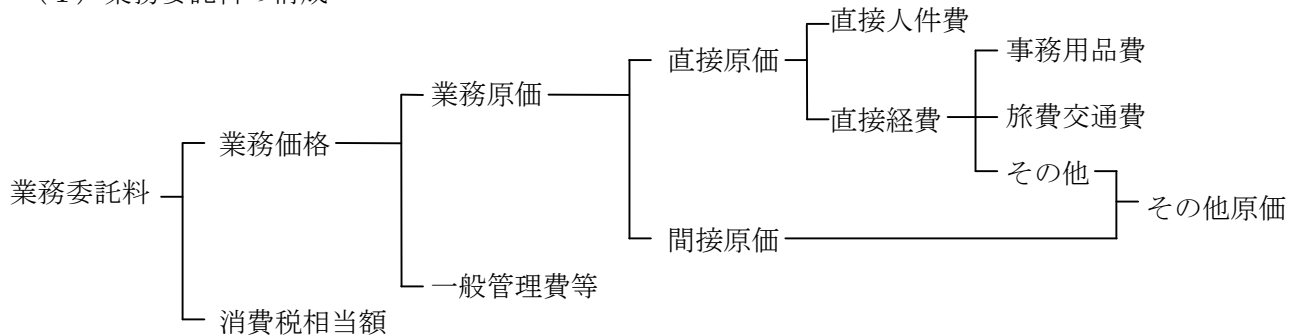 （１）業務委託料の構成
直接人件費
事務用品費
直接原価
業務原価
直接経費
旅費交通費
業務価格
その他
業務委託料
その他原価
間接原価
一般管理費等
消費税相当額